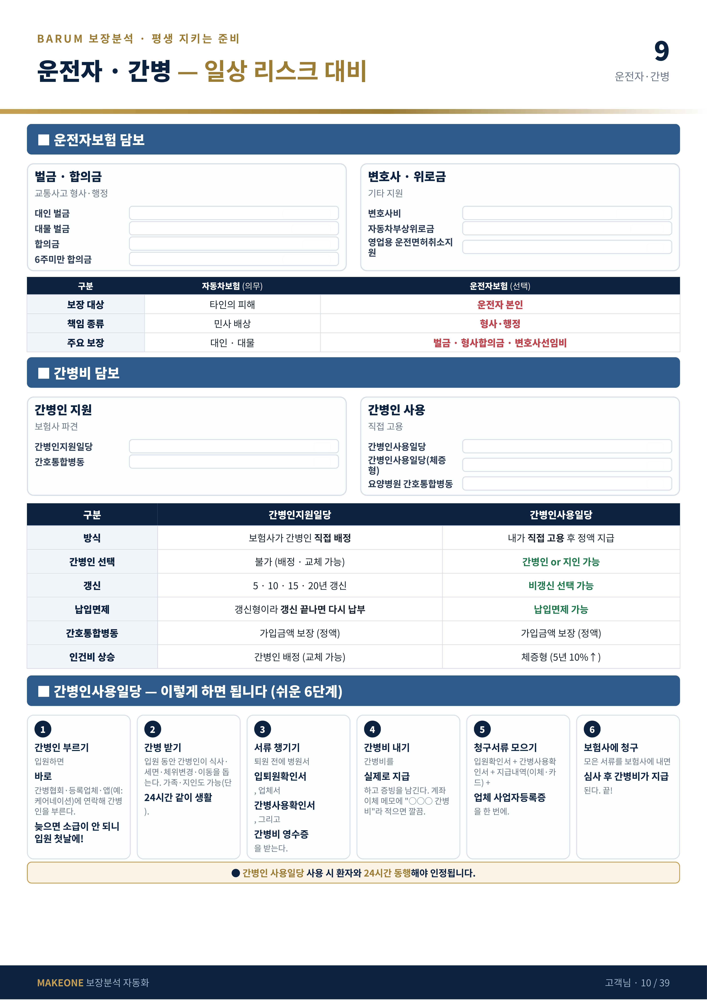 BARUM 보장분석 · 평생 지키는 준비
운전자 · 간병 — 일상 리스크 대비
9
운전자·간병
■ 운전자보험 담보
벌금 · 합의금
교통사고 형사·행정
대인 벌금
대물 벌금
합의금
6주미만 합의금
변호사 · 위로금
기타 지원
변호사비
자동차부상위로금
영업용 운전면허취소지
원
구분 자동차보험 (의무) 운전자보험 (선택)
보장 대상 타인의 피해 운전자 본인
책임 종류 민사 배상 형사·행정
주요 보장 대인 · 대물 벌금 · 형사합의금 · 변호사선임비
■ 간병비 담보
간병인 지원
보험사 파견
간병인지원일당
간호통합병동
간병인 사용
직접 고용
간병인사용일당
간병인사용일당(체증
형)
요양병원 간호통합병동
구분 간병인지원일당 간병인사용일당
방식 보험사가 간병인 직접 배정 내가 직접 고용 후 정액 지급
간병인 선택 불가 (배정 · 교체 가능) 간병인 or 지인 가능
갱신 5 · 10 · 15 · 20년 갱신 비갱신 선택 가능
납입면제 갱신형이라 갱신 끝나면 다시 납부 납입면제 가능
간호통합병동 가입금액 보장 (정액) 가입금액 보장 (정액)
인건비 상승 간병인 배정 (교체 가능) 체증형 (5년 10%↑)
■ 간병인사용일당 — 이렇게 하면 됩니다 (쉬운 6단계)
1
간병인 부르기
입원하면
바로
간병협회·등록업체·앱(예:
케어네이션)에 연락해 간병
인을 부른다.
늦으면 소급이 안 되니
입원 첫날에!
2
간병 받기
입원 동안 간병인이 식사·
세면·체위변경·이동을 돕
는다. 가족·지인도 가능(단
24시간 같이 생활
).
3
서류 챙기기
퇴원 전에 병원서
입퇴원확인서
, 업체서
간병사용확인서
, 그리고
간병비 영수증
을 받는다.
4
간병비 내기
간병비를
실제로 지급
하고 증빙을 남긴다. 계좌
이체 메모에 "○○○ 간병
비"라 적으면 깔끔.
5
청구서류 모으기
입원확인서 + 간병사용확
인서 + 지급내역(이체·카
드) +
업체 사업자등록증
을 한 번에.
6
보험사에 청구
모은 서류를 보험사에 내면
심사 후 간병비가 지급
된다. 끝!
● 간병인 사용일당 사용 시 환자와 24시간 동행해야 인정됩니다.
MAKEONE 보장분석 자동화
고객님 · 10 / 39